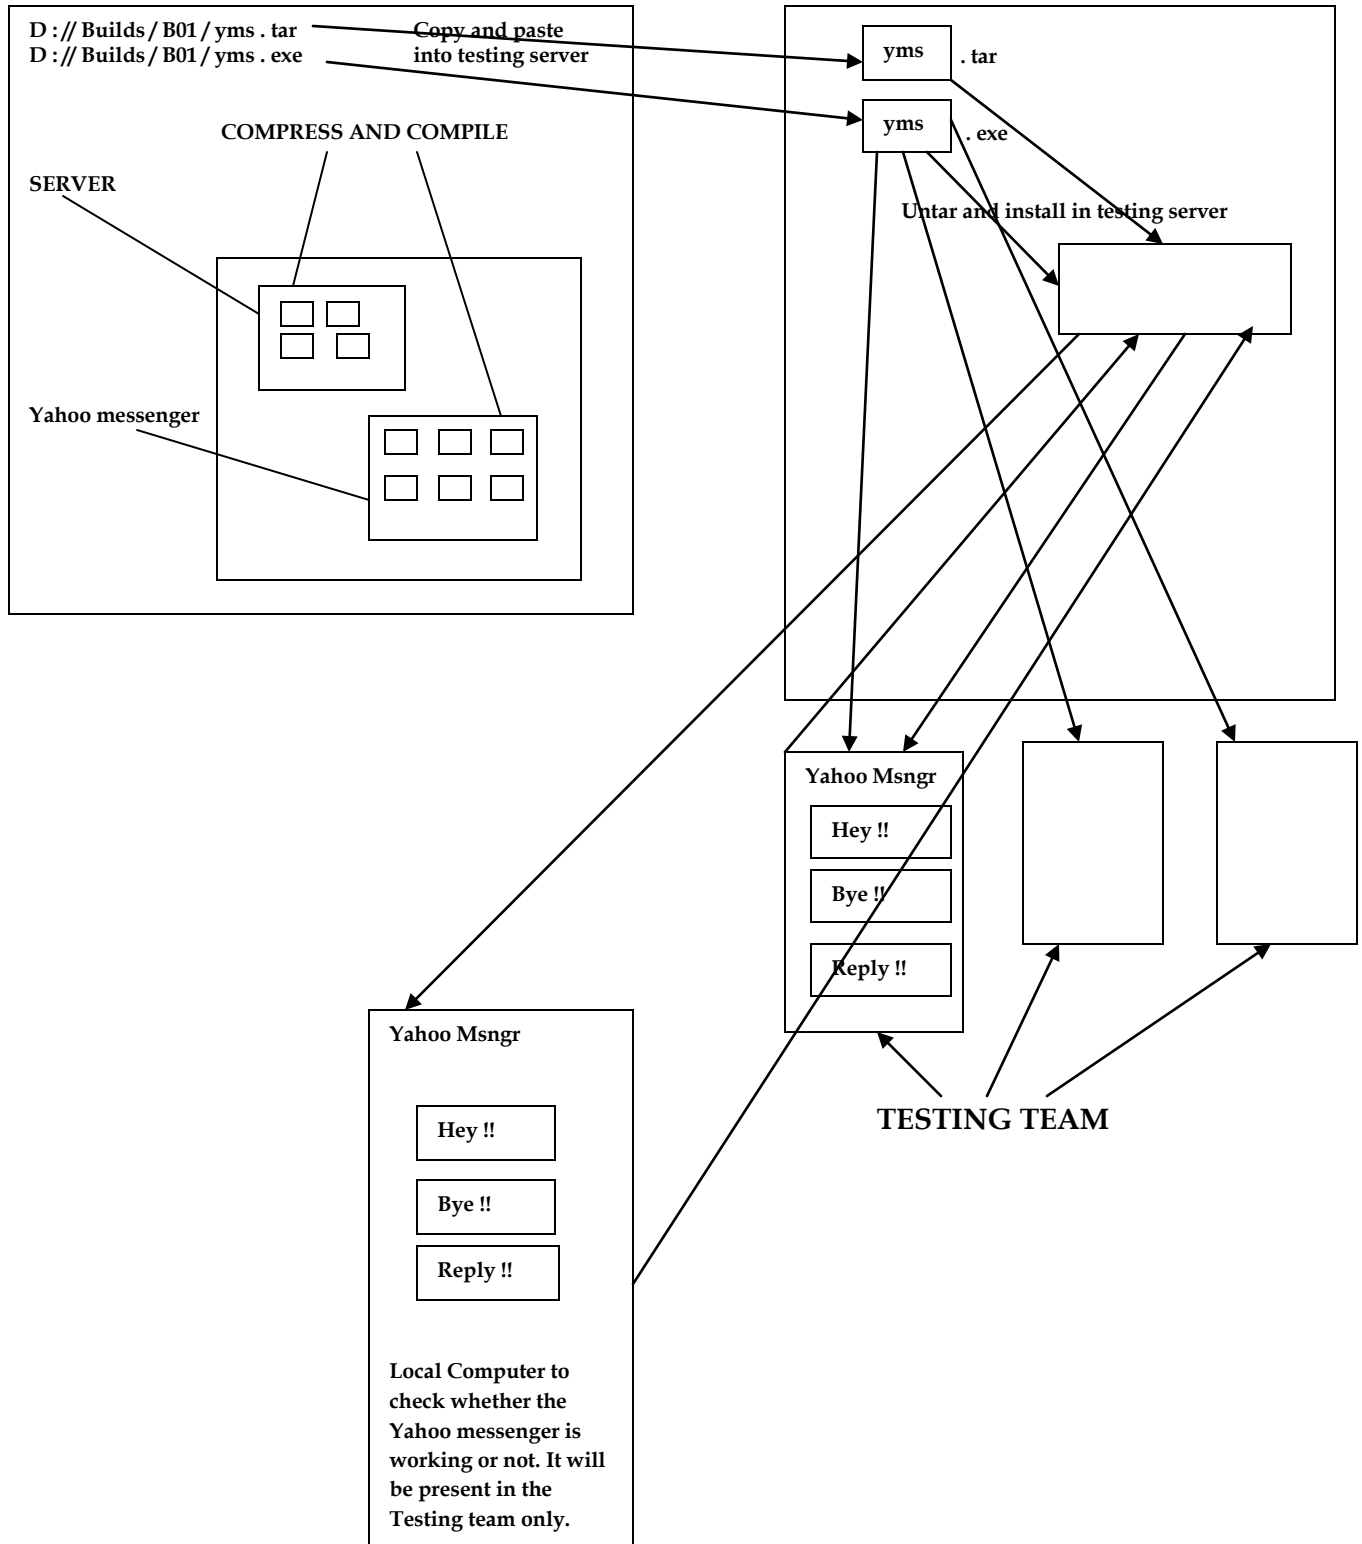 D : // Builds / B01 / yms . tar
D : // Builds / B01 / yms . exe
Copy and paste
into testing server
COMPRESS AND COMPILE
SERVER
Yahoo messenger
yms
. tar
yms
. exe
Untar and install in testing server
Yahoo Msngr
Hey !!
Bye !!
Reply !!
TESTING TEAM
Yahoo Msngr
Hey !!
Bye !!
Reply !!
Local Computer to
check whether the
Yahoo messenger is
working or not. It will
be present in the
Testing team only.